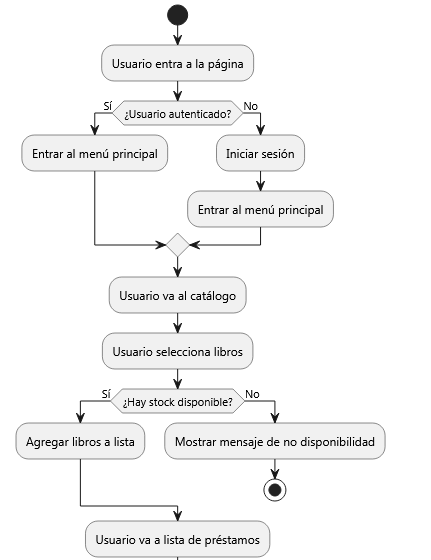 Usuario entra a la página
¿Usuario autenticado?
Sí
No
Entrar al menú principal
Iniciar sesión
Entrar al menú principal
Usuario va al catálogo
Usuario selecciona libros
¿Hay stock disponible?
Sí
No
Agregar libros a lista
Mostrar mensaje de no disponibilidad
Usuario va a lista de préstamos